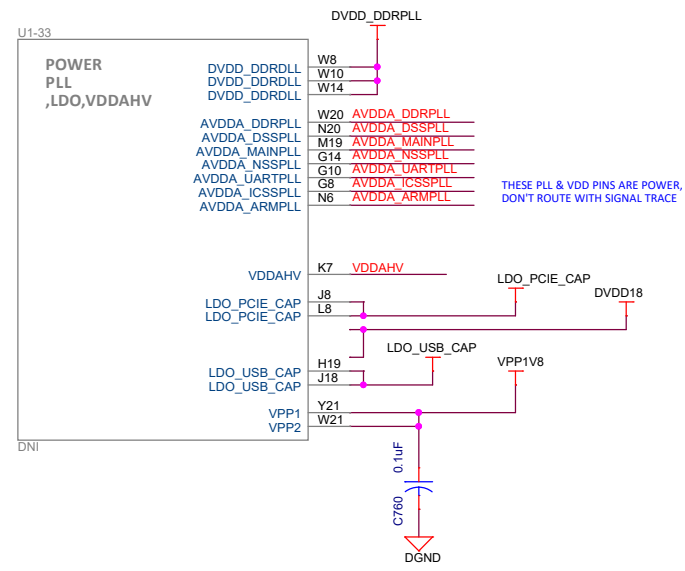 DVDD_DDRPLL
U1-33
POWER
PLL
,LDO,VDDAHV
DVDD_DDRDLL W8
DVDD_DDRDLL W10
DVDD_DDRDLL W14
AVDDA_DDRPLL W20 AVDDA_DDRPLL
AVDDA_DSSPLL N20 AVDDA_DSSPLL
AVDDA_MAINPLL M19 AVDDA_MAINPLL
AVDDA_NSSPLL G14 AVDDA_NSSPLL
AVDDA_UARTPLL G10 AVDDA_UARTPLL
AVDDA_ICSSPLL G8 AVDDA_ICSSPLL
AVDDA_ARMPLL N6 AVDDA_ARMPLL
THESE PLL & VDD PINS ARE POWER,
DON'T ROUTE WITH SIGNAL TRACE
VDDAHV K7 VDDAHV
LDO_PCIE_CAP
DVDD18
LDO_PCIE_CAP J8
LDO_PCIE_CAP L8
LDO_USB_CAP
VPP1V8
LDO_USB_CAP H19
LDO_USB_CAP J18
VPP1 Y21
VPP2 W21
DNI
0.1uF
C760
DGND